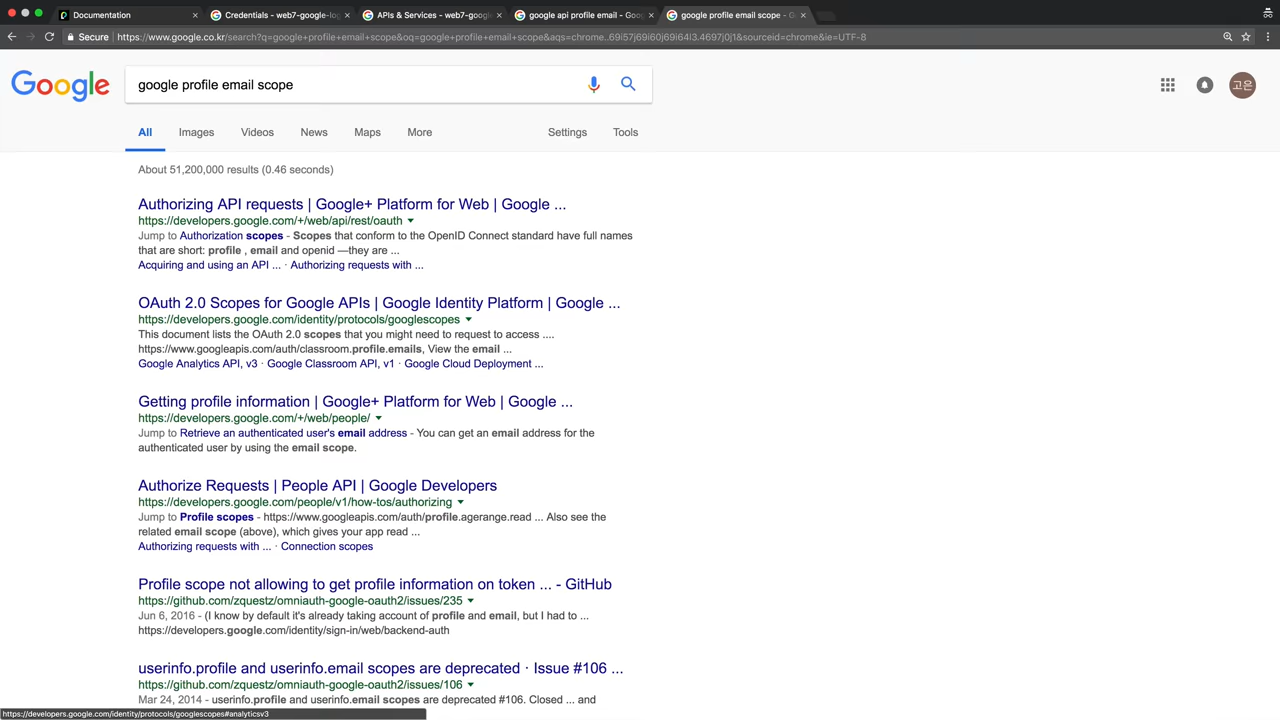 Documentation
Credentials - web7-google-log
APIs & Services - web7-google-
google api profile email - Goo
google profile email scope - G
Secure
https://www.google.co.kr/search?q=google+profile+email+scope&oq=google+profile+email+scope&aqs=chrome..69i57j69i60j69i64l3.4697j0j1&sourceid=chrome&ie=UTF-8
Google
google profile email scope
고은
All
Images
Videos
News
Maps
More
Settings
Tools
About 51,200,000 results (0.46 seconds)
Authorizing API requests | Google+ Platform for Web | Google ...
https://developers.google.com/+/web/api/rest/oauth
Jump to Authorization scopes - Scopes that conform to the OpenID Connect standard have full names
that are short: profile , email and openid —they are ...
Acquiring and using an API ... · Authorizing requests with ...
OAuth 2.0 Scopes for Google APIs | Google Identity Platform | Google ...
https://developers.google.com/identity/protocols/googlescopes
This document lists the OAuth 2.0 scopes that you might need to request to access ....
https://www.googleapis.com/auth/classroom.profile.emails, View the email ...
Google Analytics API, v3 · Google Classroom API, v1 · Google Cloud Deployment ...
Getting profile information | Google+ Platform for Web | Google ...
https://developers.google.com/+/web/people/
Jump to Retrieve an authenticated user's email address - You can get an email address for the
authenticated user by using the email scope.
Authorize Requests | People API | Google Developers
https://developers.google.com/people/v1/how-tos/authorizing
Jump to Profile scopes - https://www.googleapis.com/auth/profile.agerange.read ... Also see the
related email scope (above), which gives your app read ...
Authorizing requests with ... · Connection scopes
Profile scope not allowing to get profile information on token ... - GitHub
https://github.com/zquestz/omniauth-google-oauth2/issues/235
Jun 6, 2016 - (I know by default it's already taking account of profile and email, but I had to ...
https://developers.google.com/identity/sign-in/web/backend-auth
userinfo.profile and userinfo.email scopes are deprecated · Issue #106 ...
https://github.com/zquestz/omniauth-google-oauth2/issues/106
Mar 24, 2014 - userinfo.profile and userinfo.email scopes are deprecated #106. Closed ... and
https://developers.google.com/identity/protocols/googlescopes#analyticsv3